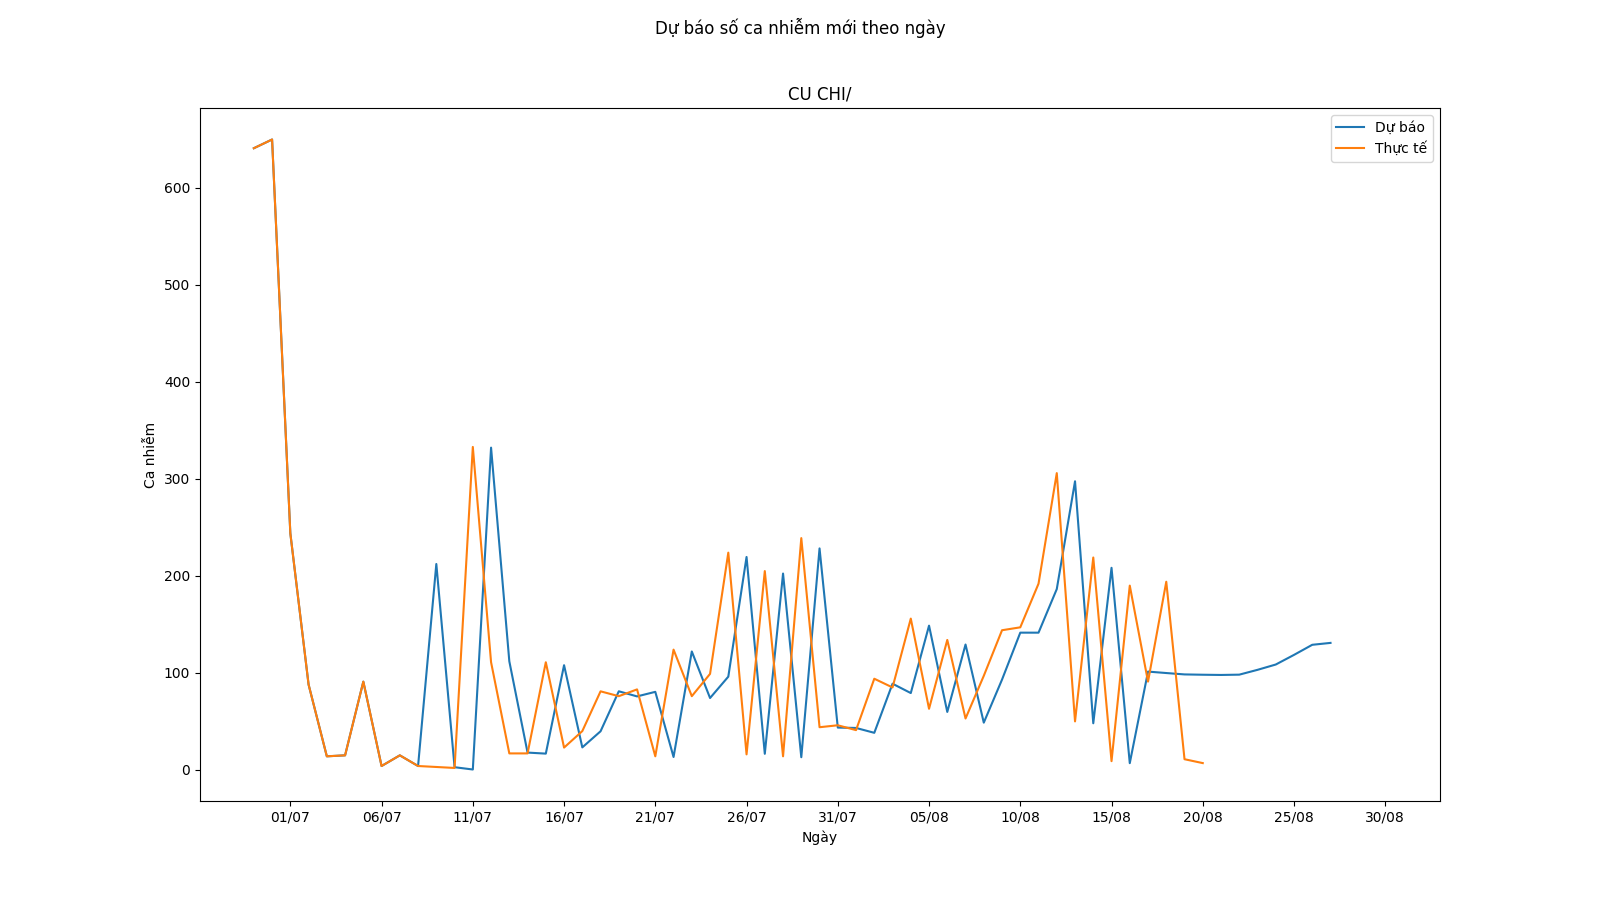 Dự báo số ca nhiễm mới theo ngày
CU CHI/
Dự báo
Thực tế
600
500
400
300
200
100
0
Ca nhiễm
01/07 06/07 11/07 16/07 21/07 26/07 31/07 05/08 10/08 15/08 20/08 25/08 30/08
Ngày